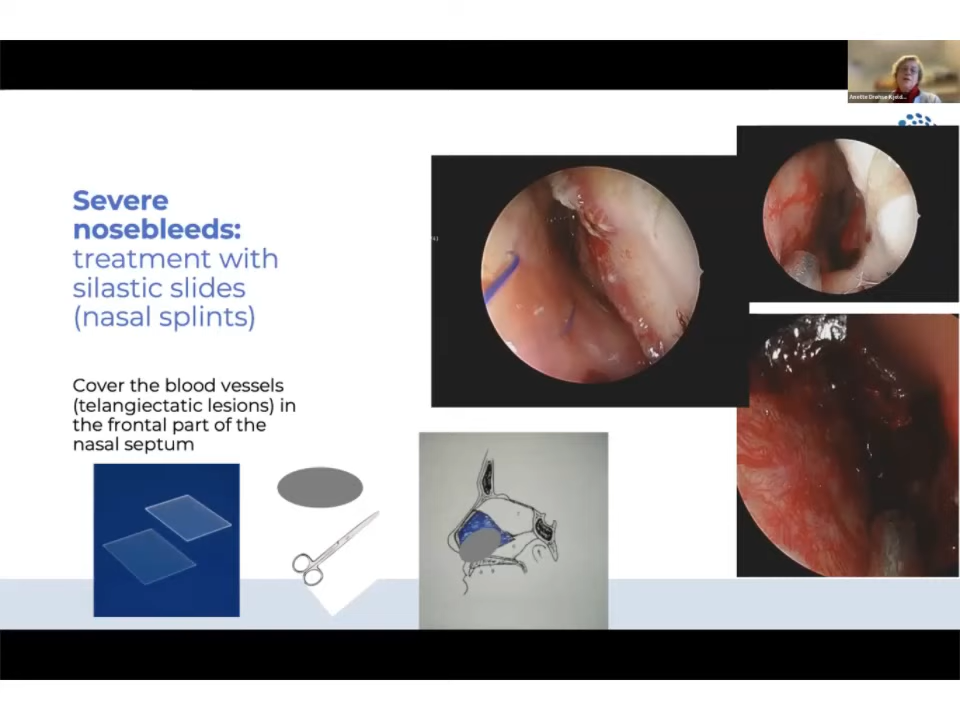 Severe
nosebleeds:
treatment with
silastic slides
(nasal splints)
Cover the blood vessels
(telangiectatic lesions) in
the frontal part of the
nasal septum